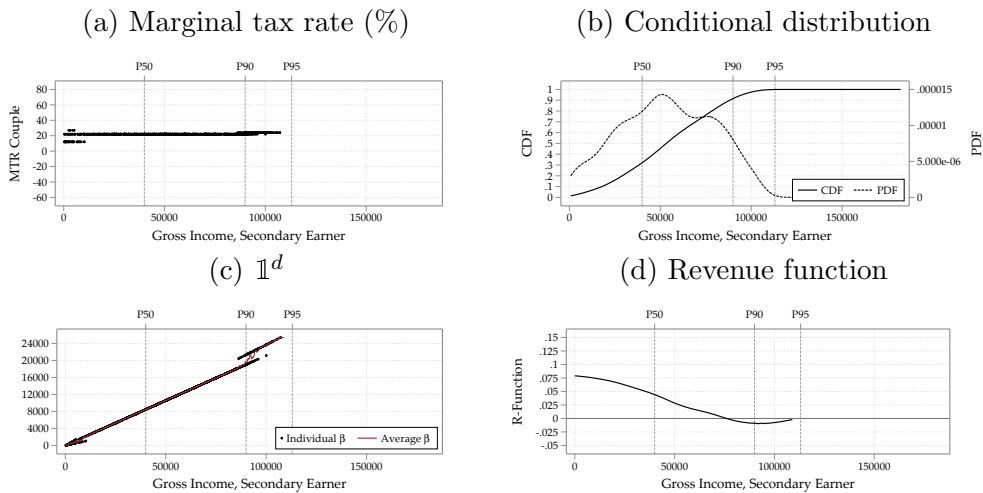 (a) Marginal tax rate (%)
P50 P90 P95
80
60
40
20
0
-20
-40
-60
MTR Couple
0 50000 100000 150000
Gross Income, Secondary Earner
(b) Conditional distribution
P50 P90 P95
1
.9
.8
.7
.6
.5
.4
.3
.2
.1
0
CDF
.000015
.00001
5.000e-06
0
PDF
CDF PDF
0 50000 100000 150000
Gross Income, Secondary Earner
(c) 𝟙^d
P50 P90 P95
24000
20000
16000
12000
8000
4000
0
Individual β Average β
0 50000 100000 150000
Gross Income, Secondary Earner
(d) Revenue function
P50 P90 P95
.15
.125
.1
.075
.05
.025
0
-.025
-.05
R-Function
0 50000 100000 150000
Gross Income, Secondary Earner